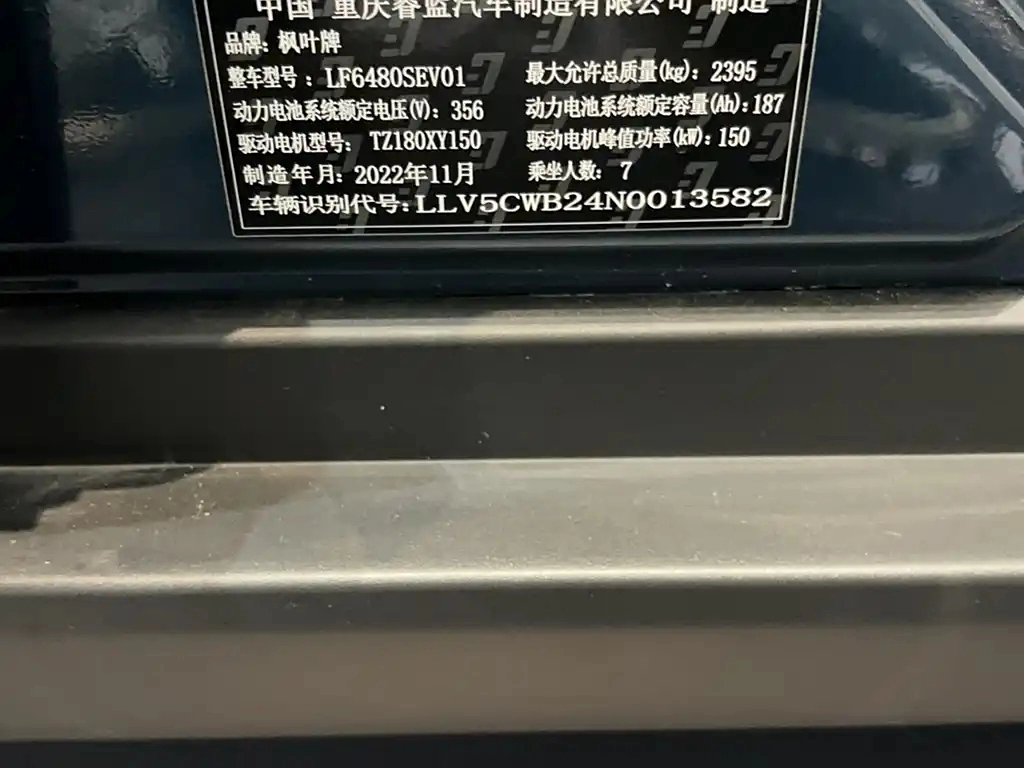 中国 重庆睿蓝汽车制造有限公司 制造
品牌: 枫叶牌
整车型号 : LF6480SEV01 最大允许总质量(kg): 2395
动力电池系统额定电压(V): 356 动力电池系统额定容量(Ah): 187
驱动电机型号: TZ180XY150 驱动电机峰值功率(kW): 150
制造年月: 2022年11月 乘坐人数: 7
车辆识别代号: LLV5CWB24N0013582